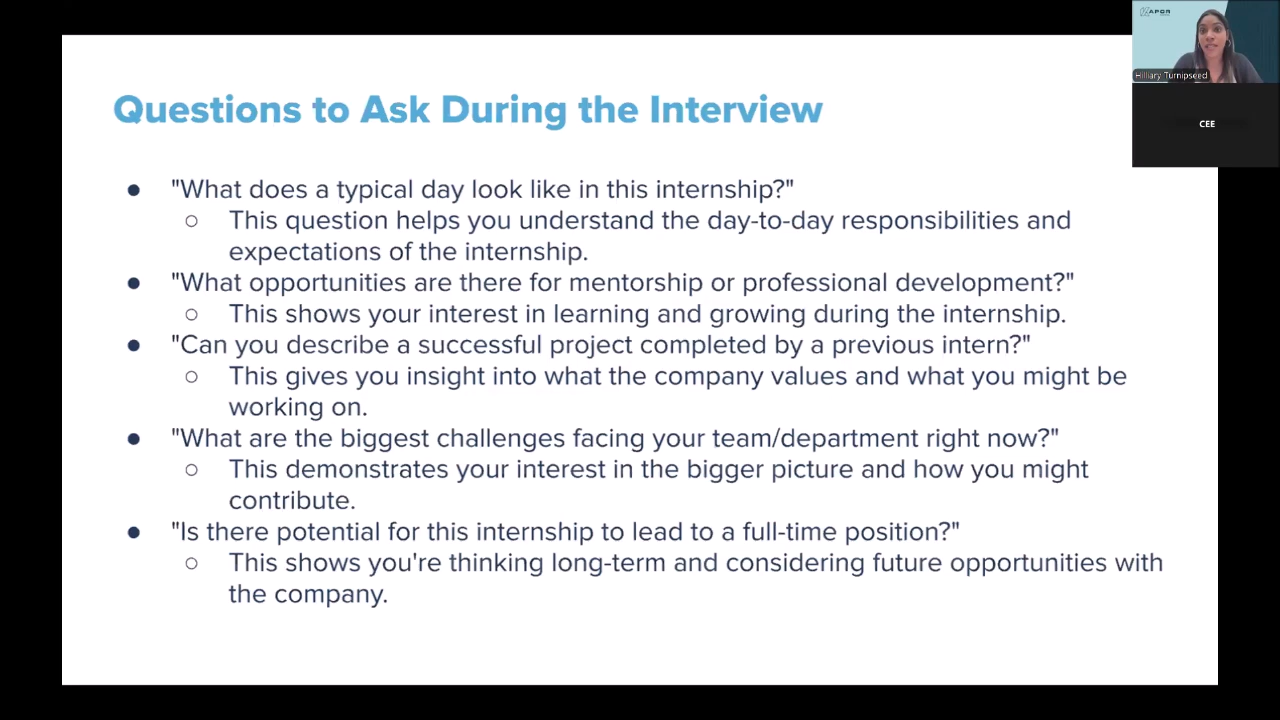 Questions to Ask During the Interview
● "What does a typical day look like in this internship?"
○ This question helps you understand the day-to-day responsibilities and
expectations of the internship.
● "What opportunities are there for mentorship or professional development?"
○ This shows your interest in learning and growing during the internship.
● "Can you describe a successful project completed by a previous intern?"
○ This gives you insight into what the company values and what you might be
working on.
● "What are the biggest challenges facing your team/department right now?"
○ This demonstrates your interest in the bigger picture and how you might
contribute.
● "Is there potential for this internship to lead to a full-time position?"
○ This shows you're thinking long-term and considering future opportunities with
the company.
Hilliary Turnipseed
CEE